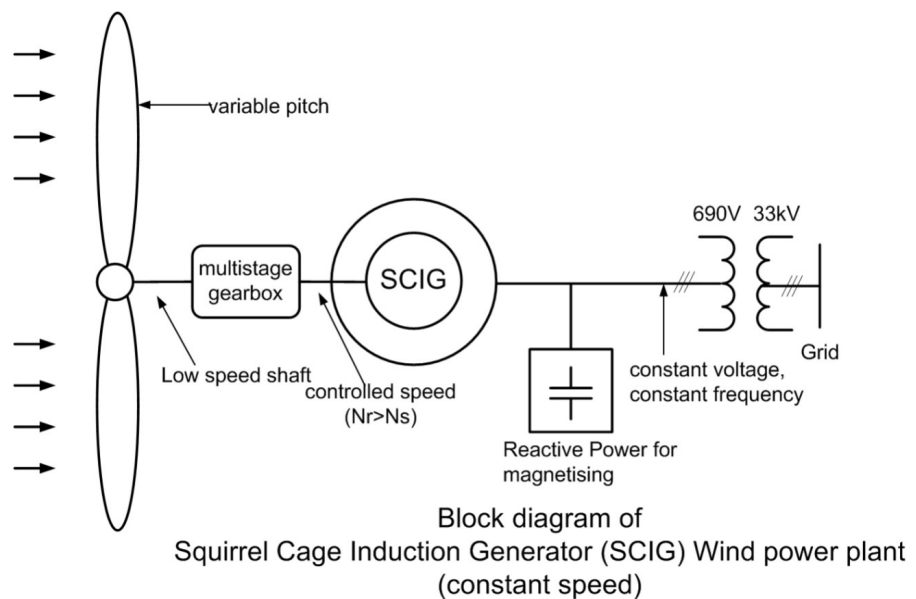 variable pitch
690V 33kV
multistage
gearbox
SCIG
Low speed shaft
controlled speed
(Nr>Ns)
constant voltage,
constant frequency
Grid
Reactive Power for
magnetising
Block diagram of
Squirrel Cage Induction Generator (SCIG) Wind power plant
(constant speed)